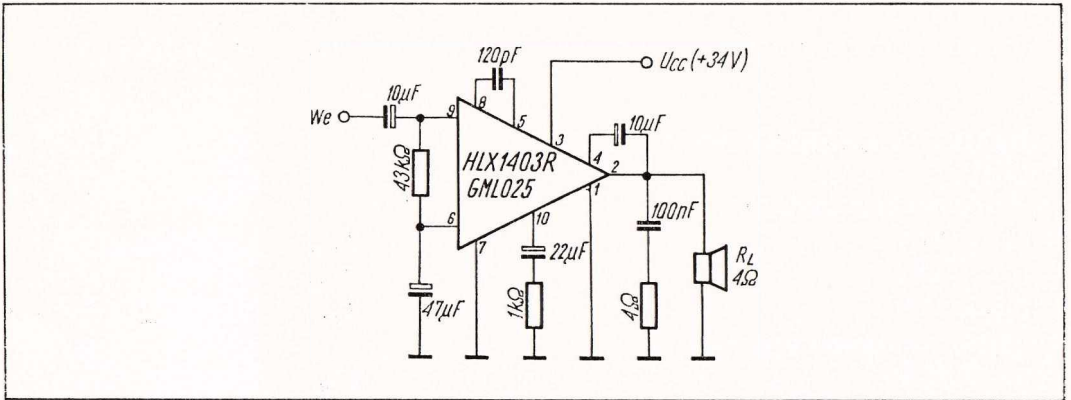 120pF
UCC (+34V)
10µF
We
8
9
5
3
10µF
4
2
HLX1403R
GML025
43kΩ
1
100nF
6
10
7
22µF
RL
4Ω
47µF
1kΩ
4Ω